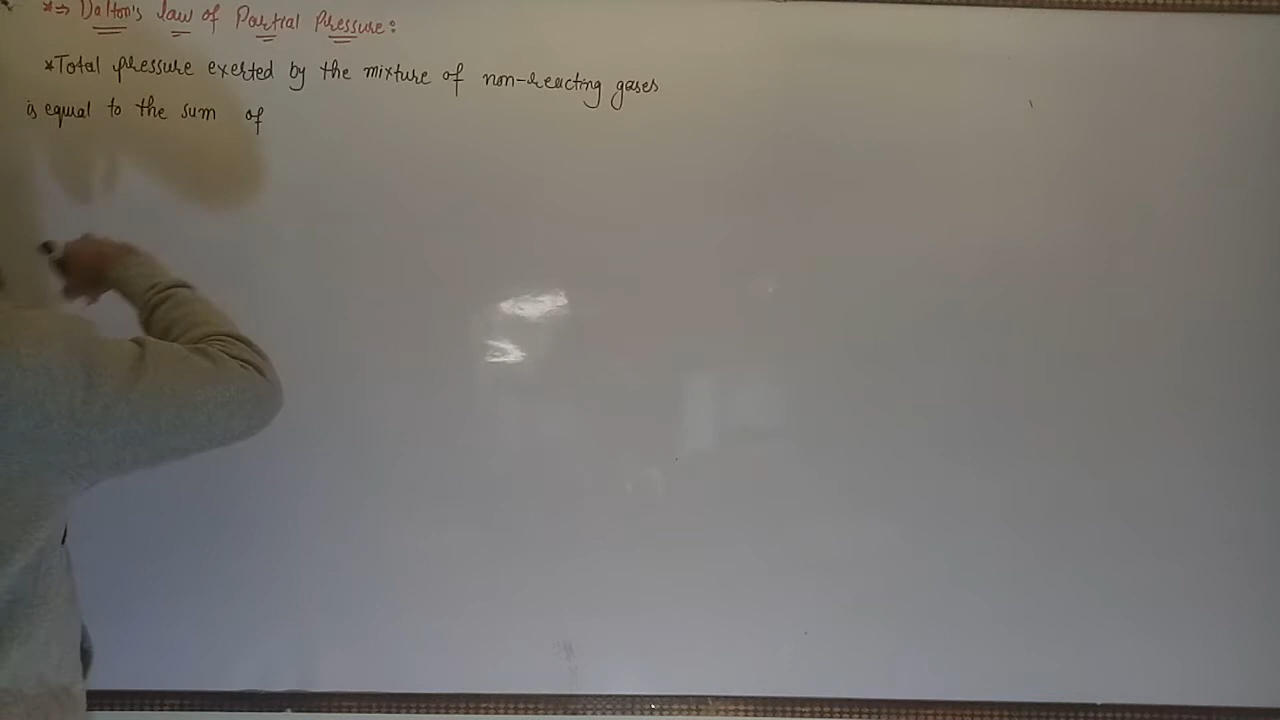 *⇒ Dalton's law of Partial Pressure:
*Total pressure exerted by the mixture of non-reacting gases
is equal to the sum of